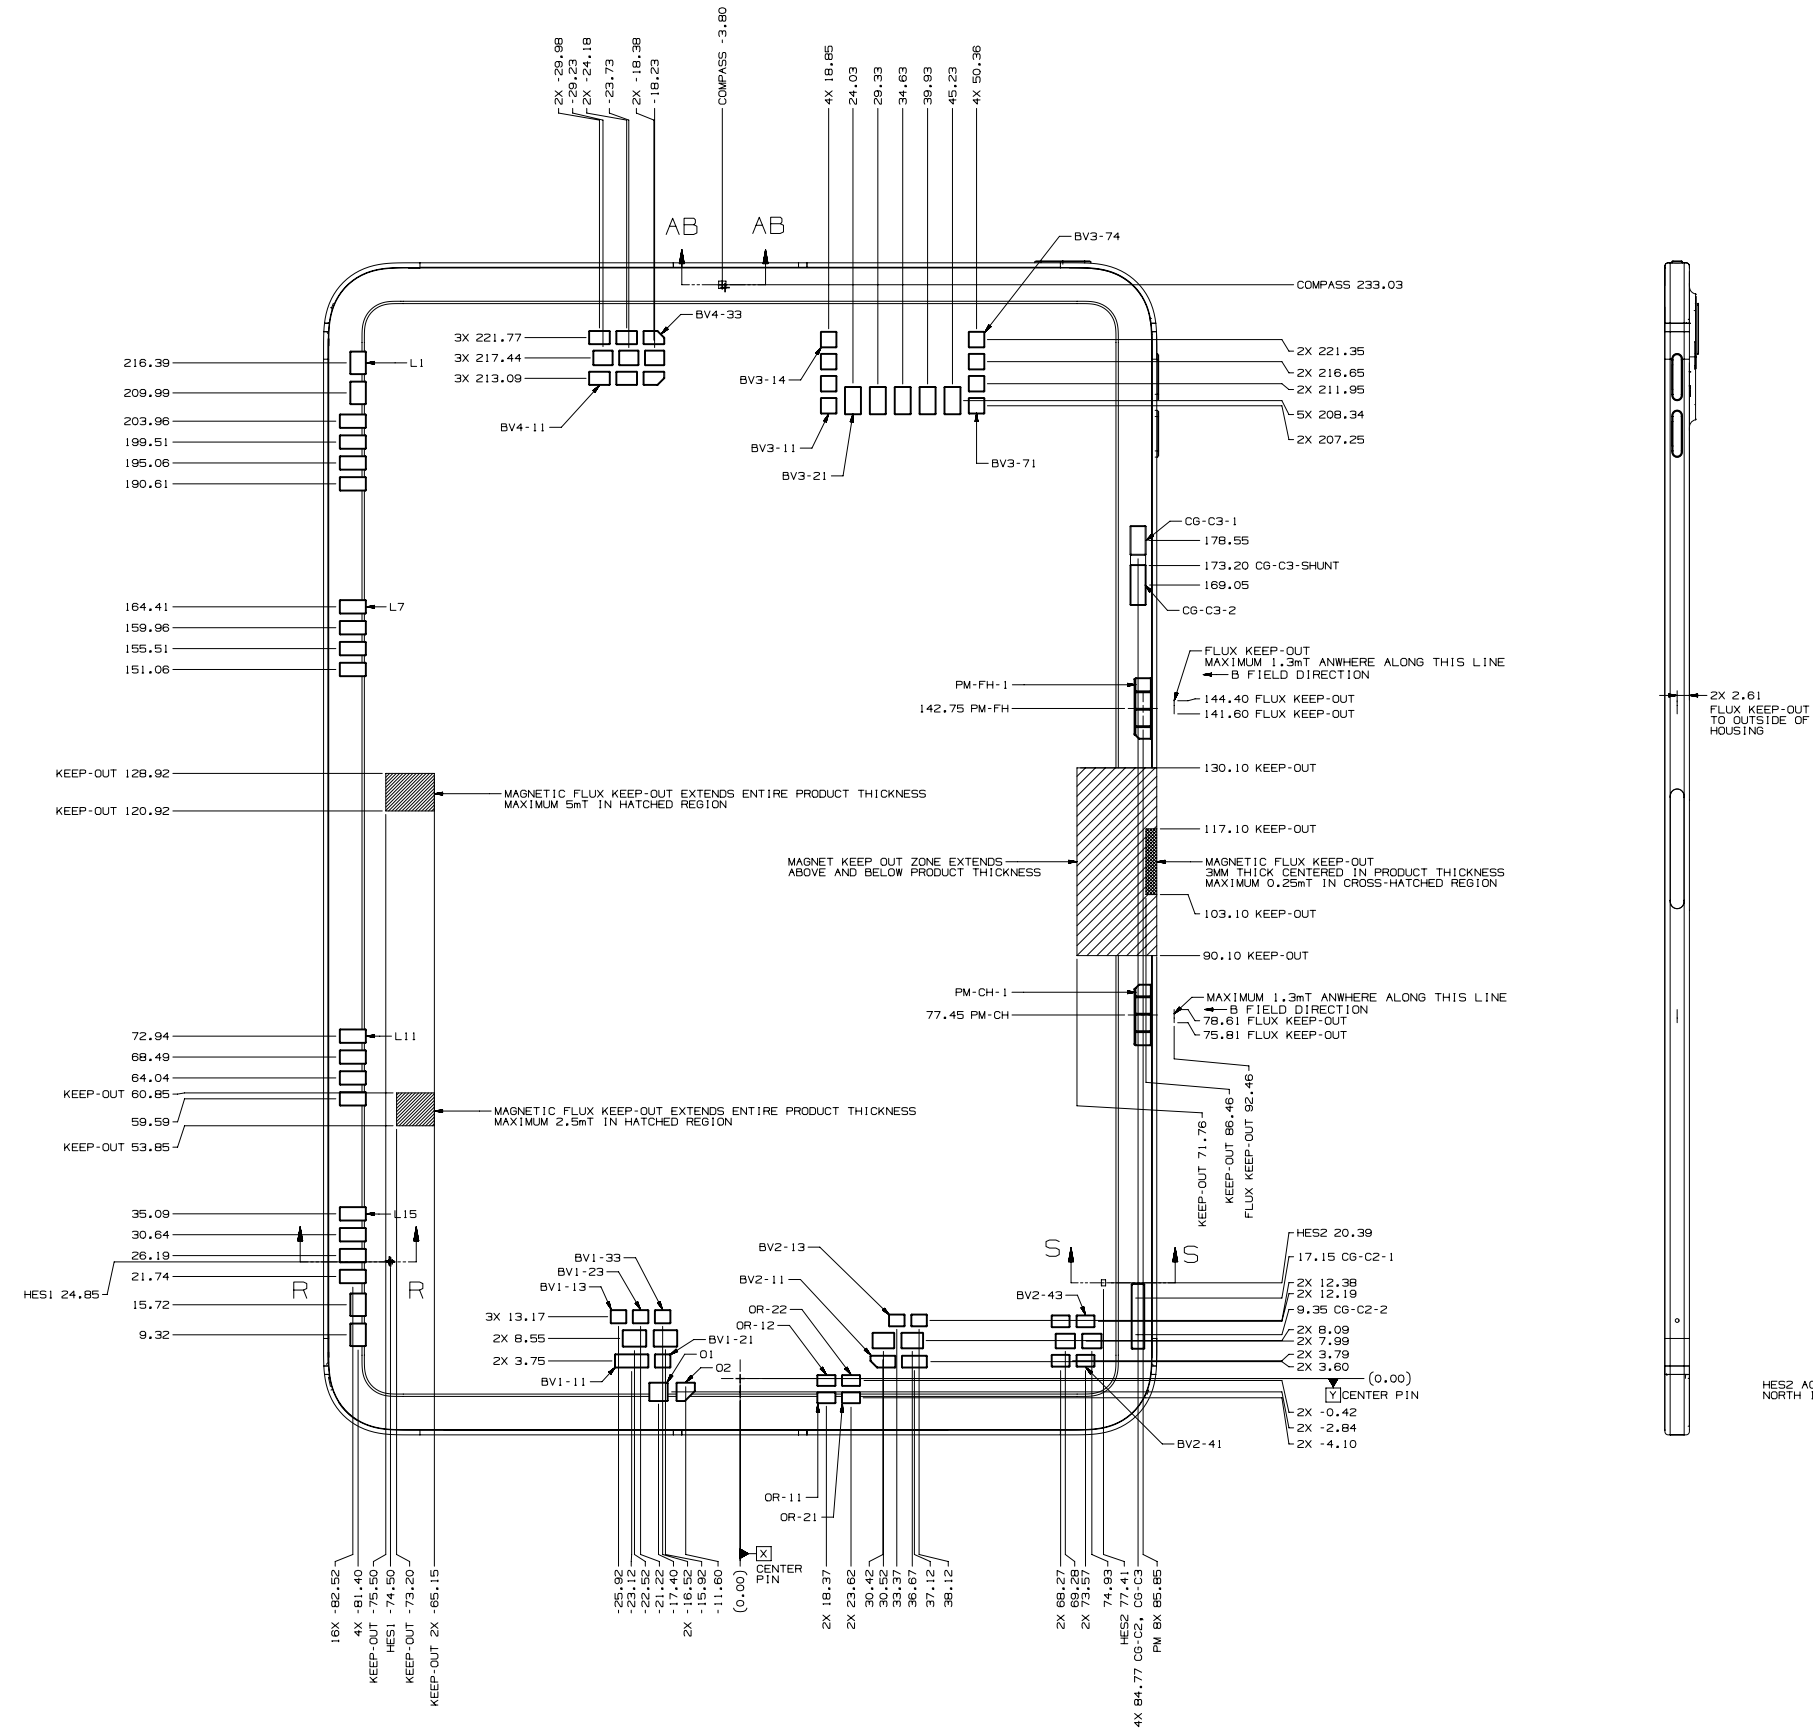 2X -29.98
-29.23
2X -24.18
-23.73
2X -18.38
-18.23
COMPASS -3.80
4X 18.85
24.03
29.33
34.63
39.93
45.23
4X 50.36
AB
AB
BV3-74
COMPASS 233.03
BV4-33
3X 221.77
3X 217.44
3X 213.09
BV4-11
BV3-14
BV3-11
BV3-21
BV3-71
2X 221.35
2X 216.65
2X 211.95
5X 208.34
2X 207.25
216.39
L1
209.99
203.96
199.51
195.06
190.61
CG-C3-1
178.55
173.20 CG-C3-SHUNT
169.05
CG-C3-2
164.41
L7
159.96
155.51
151.06
FLUX KEEP-OUT
MAXIMUM 1.3mT ANWHERE ALONG THIS LINE
B FIELD DIRECTION
PM-FH-1
144.40 FLUX KEEP-OUT
142.75 PM-FH
141.60 FLUX KEEP-OUT
2X 2.61
FLUX KEEP-OUT
TO OUTSIDE OF
HOUSING
KEEP-OUT 128.92
KEEP-OUT 120.92
MAGNETIC FLUX KEEP-OUT EXTENDS ENTIRE PRODUCT THICKNESS
MAXIMUM 5mT IN HATCHED REGION
130.10 KEEP-OUT
117.10 KEEP-OUT
MAGNET KEEP OUT ZONE EXTENDS
ABOVE AND BELOW PRODUCT THICKNESS
MAGNETIC FLUX KEEP-OUT
3MM THICK CENTERED IN PRODUCT THICKNESS
MAXIMUM 0.25mT IN CROSS-HATCHED REGION
103.10 KEEP-OUT
90.10 KEEP-OUT
PM-CH-1
77.45 PM-CH
MAXIMUM 1.3mT ANWHERE ALONG THIS LINE
B FIELD DIRECTION
78.61 FLUX KEEP-OUT
75.81 FLUX KEEP-OUT
72.94
L11
68.49
64.04
KEEP-OUT 60.85
59.59
KEEP-OUT 53.85
MAGNETIC FLUX KEEP-OUT EXTENDS ENTIRE PRODUCT THICKNESS
MAXIMUM 2.5mT IN HATCHED REGION
KEEP-OUT 71.76
KEEP-OUT 86.46
FLUX KEEP-OUT 92.46
35.09
L15
30.64
26.19
21.74
HES1 24.85
15.72
9.32
R
R
BV1-33
BV1-23
BV1-13
3X 13.17
2X 8.55
2X 3.75
BV1-11
BV1-21
O1
O2
BV2-13
BV2-11
OR-22
OR-12
BV2-43
S
S
HES2 20.39
17.15 CG-C2-1
2X 12.38
2X 12.19
9.35 CG-C2-2
2X 8.09
2X 7.99
2X 3.79
2X 3.60
(0.00)
Y CENTER PIN
2X -0.42
2X -2.84
2X -4.10
BV2-41
OR-11
OR-21
X
CENTER
PIN
HES2 AC
NORTH
16X -82.52
4X -81.40
KEEP-OUT -75.50
HES1 -74.50
KEEP-OUT -73.20
KEEP-OUT 2X -65.15
-25.92
-23.12
-22.52
-21.22
-17.40
2X -16.52
-15.92
-11.60
(0.00)
2X 18.37
2X 23.62
30.42
30.52
33.37
36.67
37.12
38.12
2X 68.27
69.28
2X 73.57
74.93
HES2 77.41
4X 84.77 CG-C2, CG-C3
PM 8X 85.85